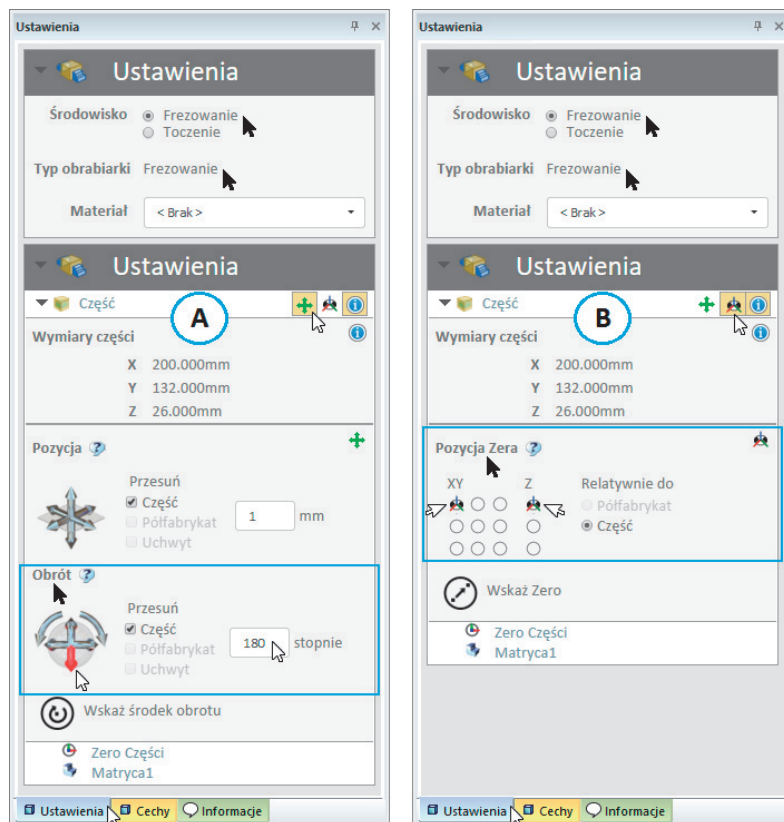 Ustawienia
Ustawienia
Środowisko
Frezowanie
Toczenie
Typ obrabiarki
Frezowanie
Materiał
< Brak >
Ustawienia
Część
A
Wymiary części
X 200.000mm
Y 132.000mm
Z 26.000mm
Pozycja
Przesuń
Część
Półfabrykat
Uchwyt
1 mm
Obrót
Przesuń
Część
Półfabrykat
Uchwyt
180 stopnie
Wskaż środek obrotu
Zero Części
Matryca1
Ustawienia Cechy Informacje
Ustawienia
Ustawienia
Środowisko
Frezowanie
Toczenie
Typ obrabiarki
Frezowanie
Materiał
< Brak >
Ustawienia
Część
B
Wymiary części
X 200.000mm
Y 132.000mm
Z 26.000mm
Pozycja Zera
XY Z Relatywnie do
Półfabrykat
Część
Wskaż Zero
Zero Części
Matryca1
Ustawienia Cechy Informacje